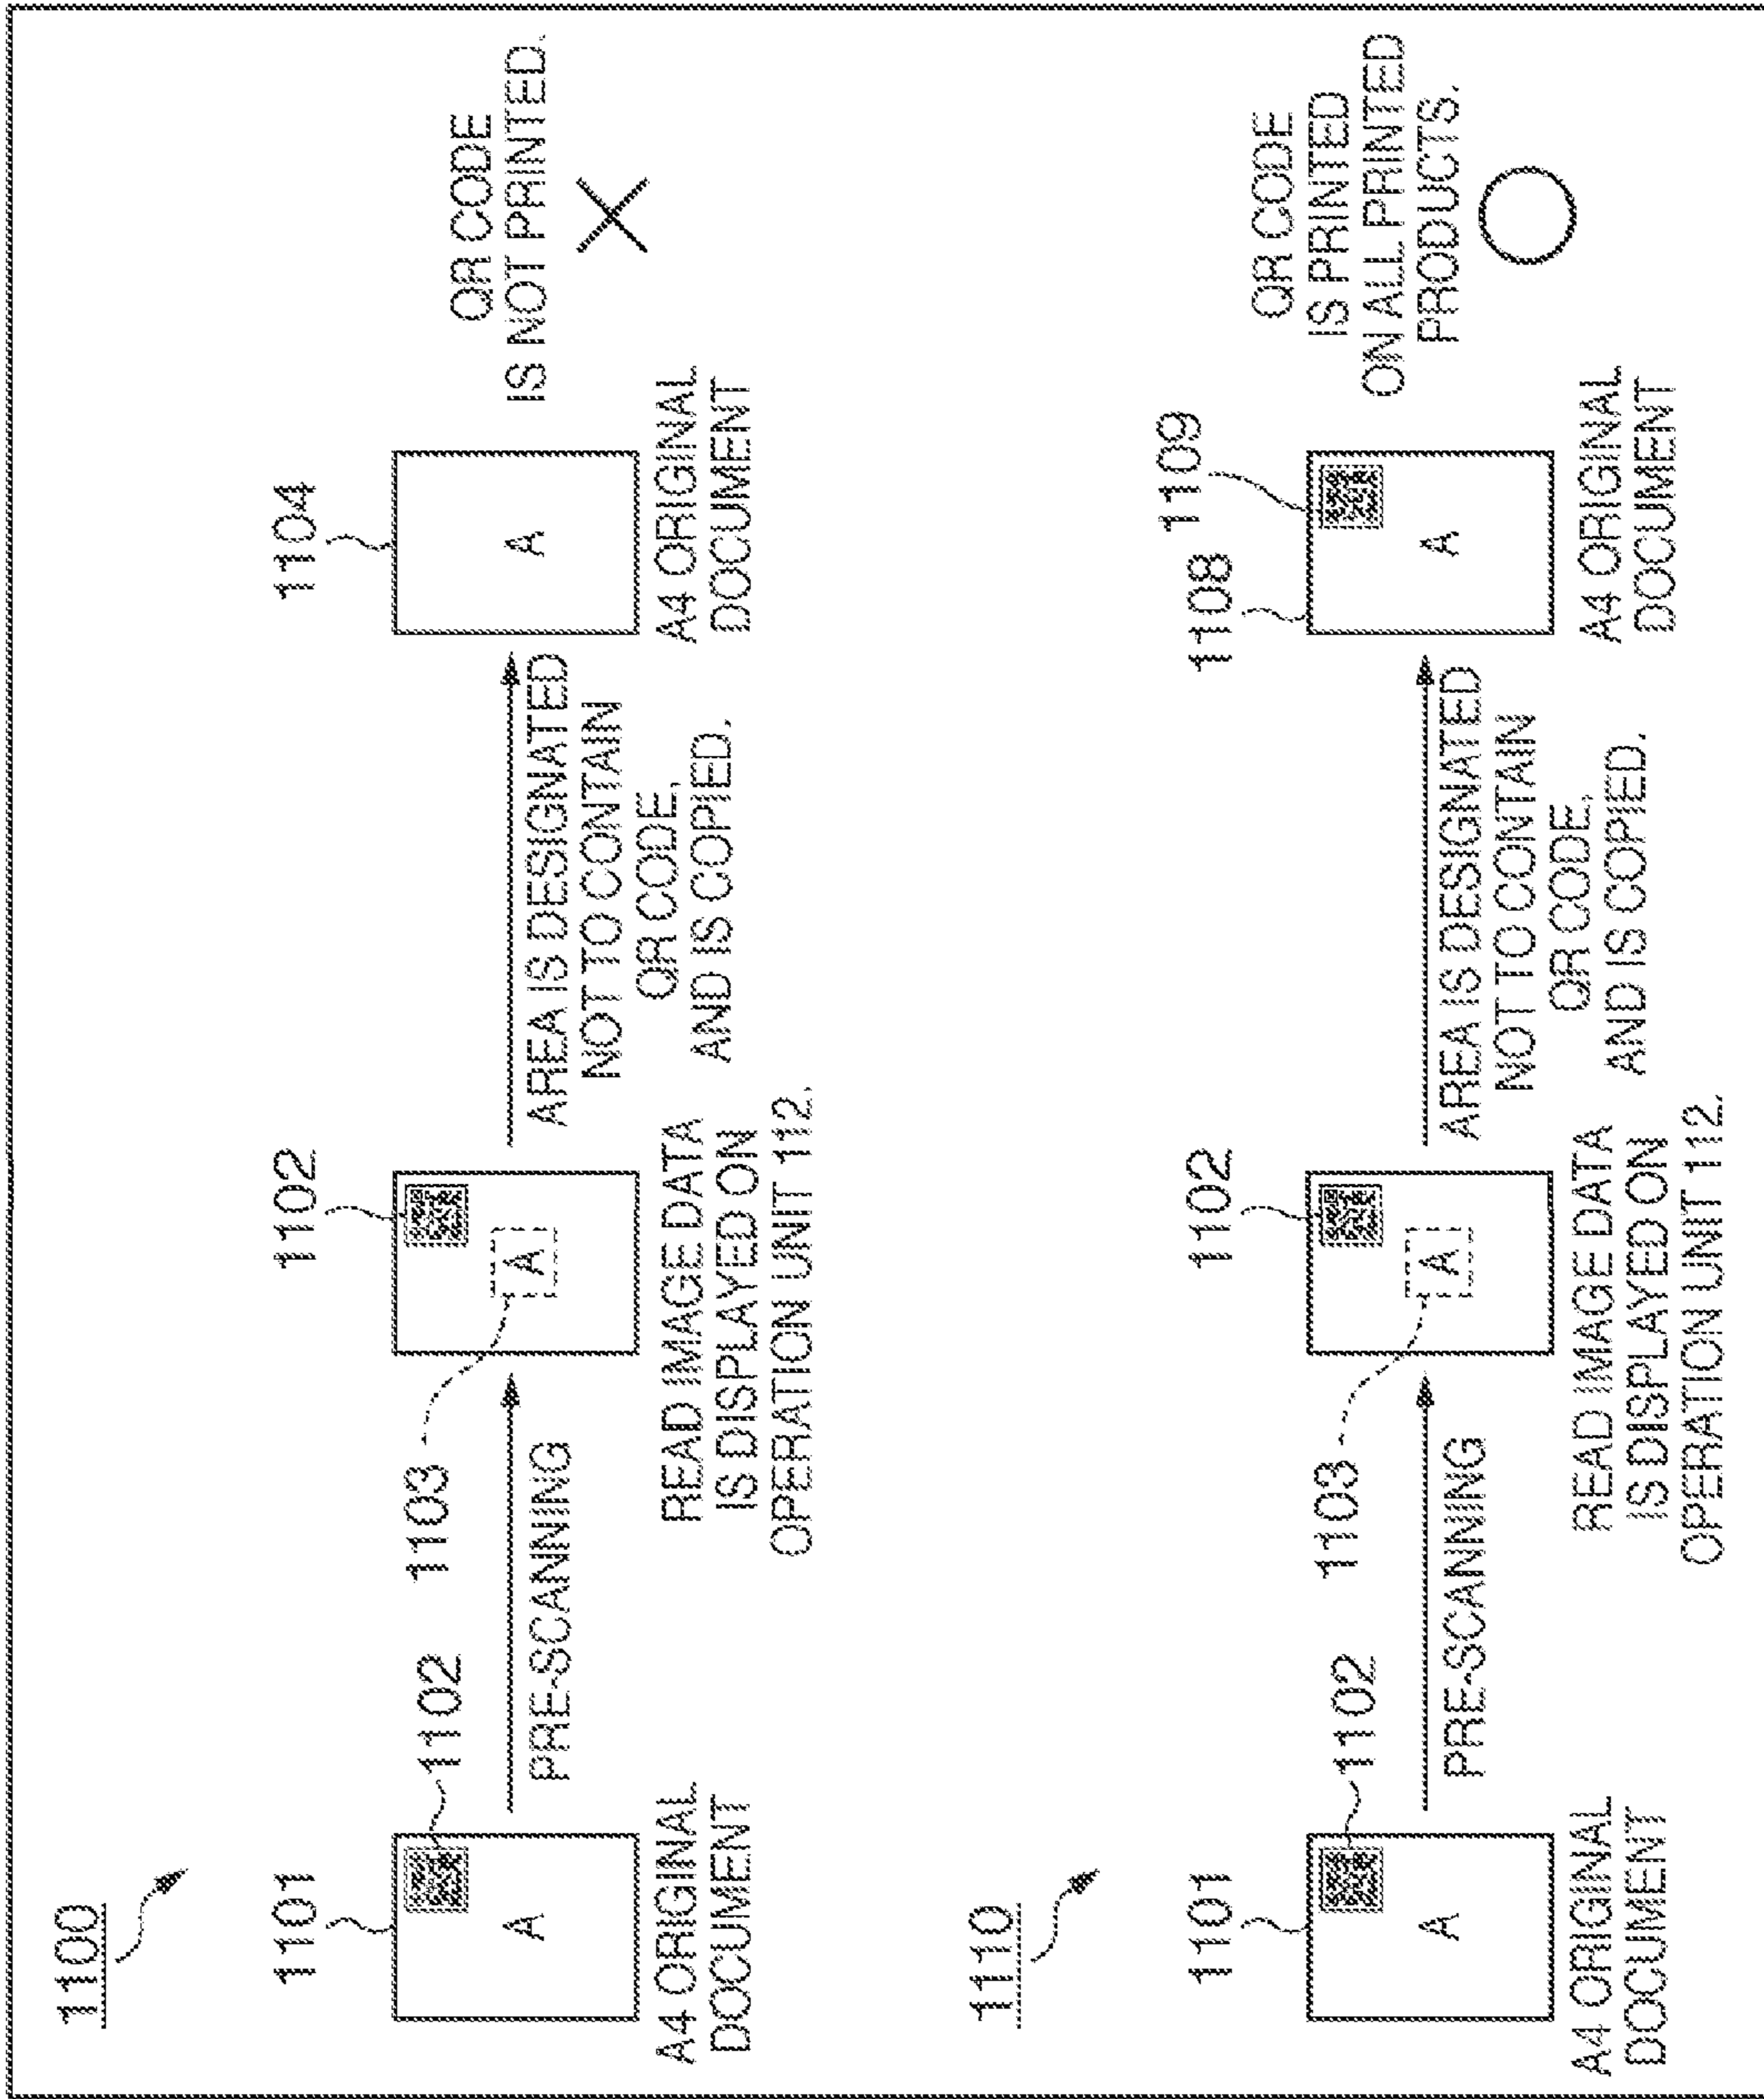 1100
1101
1102
A
A4 ORIGINAL
DOCUMENT
PRE-SCANNING
1103
1102
A
READ IMAGE DATA
IS DISPLAYED ON
OPERATION UNIT 112.
AREA IS DESIGNATED
NOT TO CONTAIN
QR CODE,
AND IS COPIED.
1104
A
A4 ORIGINAL
DOCUMENT
QR CODE
IS NOT PRINTED.
1110
1101
1102
A
A4 ORIGINAL
DOCUMENT
PRE-SCANNING
1103
1102
A
READ IMAGE DATA
IS DISPLAYED ON
OPERATION UNIT 112.
AREA IS DESIGNATED
NOT TO CONTAIN
QR CODE,
AND IS COPIED.
1108
1109
A
A4 ORIGINAL
DOCUMENT
QR CODE
IS PRINTED
ON ALL PRINTED
PRODUCTS.